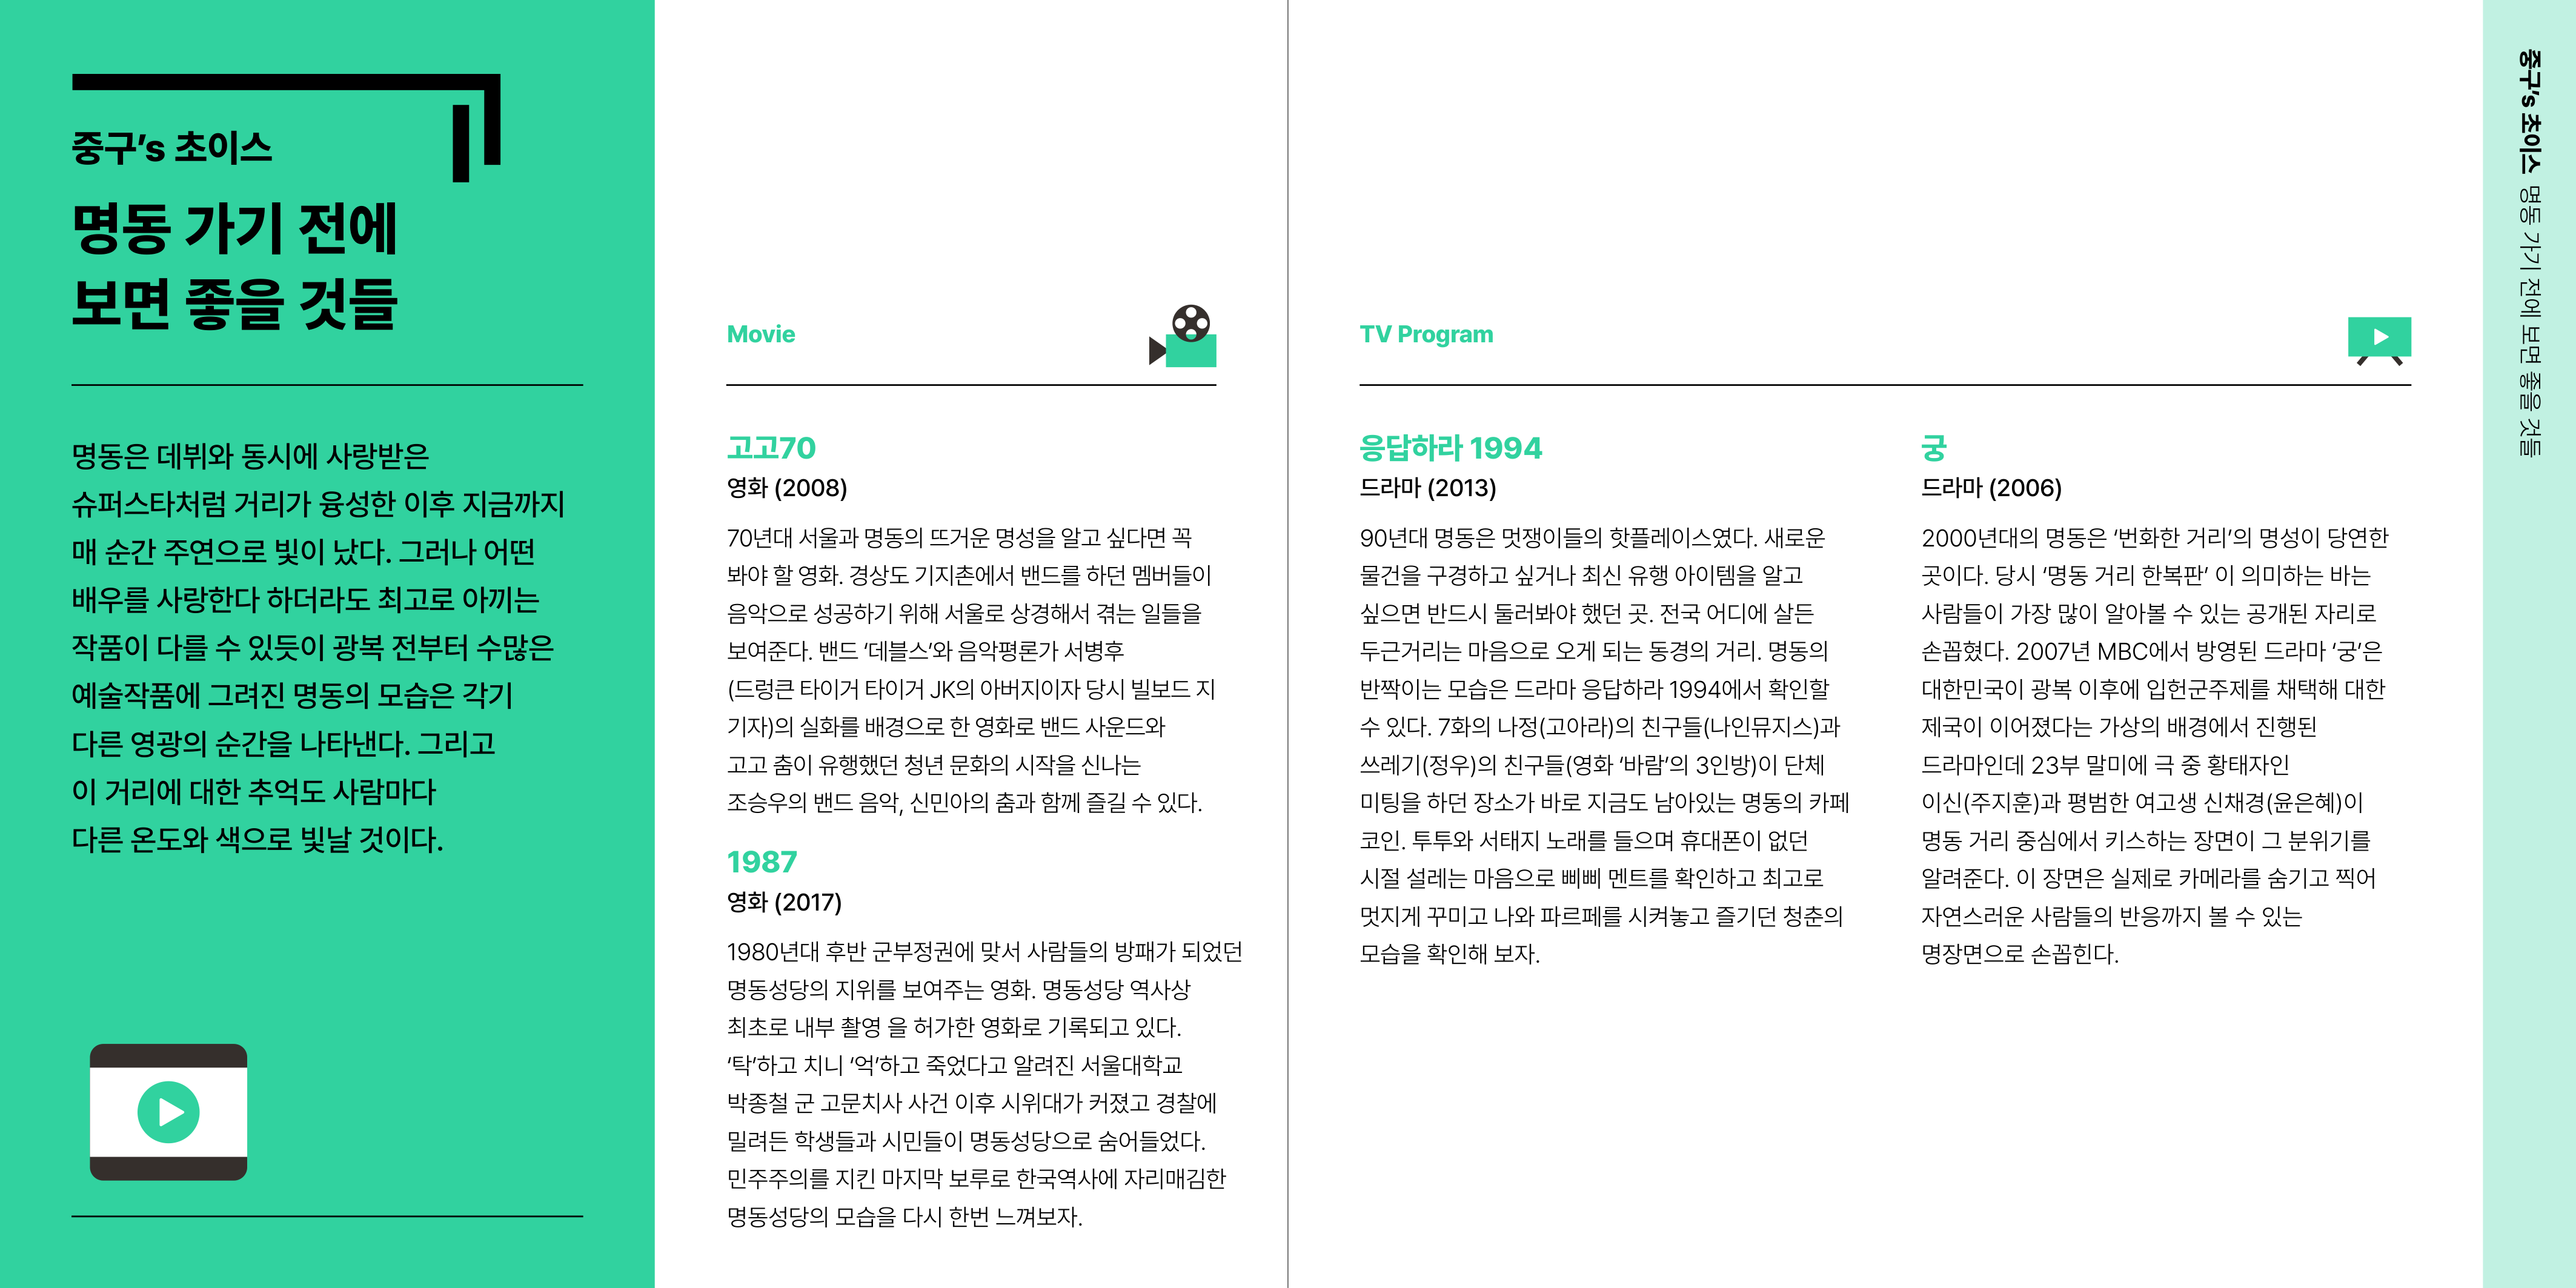 중구’s 초이스
명동 가기 전에
보면 좋을 것들
명동은 데뷔와 동시에 사랑받은
슈퍼스타처럼 거리가 융성한 이후 지금까지
매 순간 주연으로 빛이 났다. 그러나 어떤
배우를 사랑한다 하더라도 최고로 아끼는
작품이 다를 수 있듯이 광복 전부터 수많은
예술작품에 그려진 명동의 모습은 각기
다른 영광의 순간을 나타낸다. 그리고
이 거리에 대한 추억도 사람마다
다른 온도와 색으로 빛날 것이다.
Movie
고고70
영화 (2008)
70년대 서울과 명동의 뜨거운 명성을 알고 싶다면 꼭
봐야 할 영화. 경상도 기지촌에서 밴드를 하던 멤버들이
음악으로 성공하기 위해 서울로 상경해서 겪는 일들을
보여준다. 밴드 ‘데블스’와 음악평론가 서병후
(드렁큰 타이거 타이거 JK의 아버지이자 당시 빌보드 지
기자)의 실화를 배경으로 한 영화로 밴드 사운드와
고고 춤이 유행했던 청년 문화의 시작을 신나는
조승우의 밴드 음악, 신민아의 춤과 함께 즐길 수 있다.
1987
영화 (2017)
1980년대 후반 군부정권에 맞서 사람들의 방패가 되었던
명동성당의 지위를 보여주는 영화. 명동성당 역사상
최초로 내부 촬영 을 허가한 영화로 기록되고 있다.
‘탁’하고 치니 ‘억’하고 죽었다고 알려진 서울대학교
박종철 군 고문치사 사건 이후 시위대가 커졌고 경찰에
밀려든 학생들과 시민들이 명동성당으로 숨어들었다.
민주주의를 지킨 마지막 보루로 한국역사에 자리매김한
명동성당의 모습을 다시 한번 느껴보자.
TV Program
응답하라 1994
드라마 (2013)
90년대 명동은 멋쟁이들의 핫플레이스였다. 새로운
물건을 구경하고 싶거나 최신 유행 아이템을 알고
싶으면 반드시 둘러봐야 했던 곳. 전국 어디에 살든
두근거리는 마음으로 오게 되는 동경의 거리. 명동의
반짝이는 모습은 드라마 응답하라 1994에서 확인할
수 있다. 7화의 나정(고아라)의 친구들(나인뮤지스)과
쓰레기(정우)의 친구들(영화 ‘바람’의 3인방)이 단체
미팅을 하던 장소가 바로 지금도 남아있는 명동의 카페
코인. 투투와 서태지 노래를 들으며 휴대폰이 없던
시절 설레는 마음으로 삐삐 멘트를 확인하고 최고로
멋지게 꾸미고 나와 파르페를 시켜놓고 즐기던 청춘의
모습을 확인해 보자.
궁
드라마 (2006)
2000년대의 명동은 ‘번화한 거리’의 명성이 당연한
곳이다. 당시 ‘명동 거리 한복판’ 이 의미하는 바는
사람들이 가장 많이 알아볼 수 있는 공개된 자리로
손꼽혔다. 2007년 MBC에서 방영된 드라마 ‘궁’은
대한민국이 광복 이후에 입헌군주제를 채택해 대한
제국이 이어졌다는 가상의 배경에서 진행된
드라마인데 23부 말미에 극 중 황태자인
이신(주지훈)과 평범한 여고생 신채경(윤은혜)이
명동 거리 중심에서 키스하는 장면이 그 분위기를
알려준다. 이 장면은 실제로 카메라를 숨기고 찍어
자연스러운 사람들의 반응까지 볼 수 있는
명장면으로 손꼽힌다.
중구’s 초이스 명동 가기 전에 보면 좋을 것들